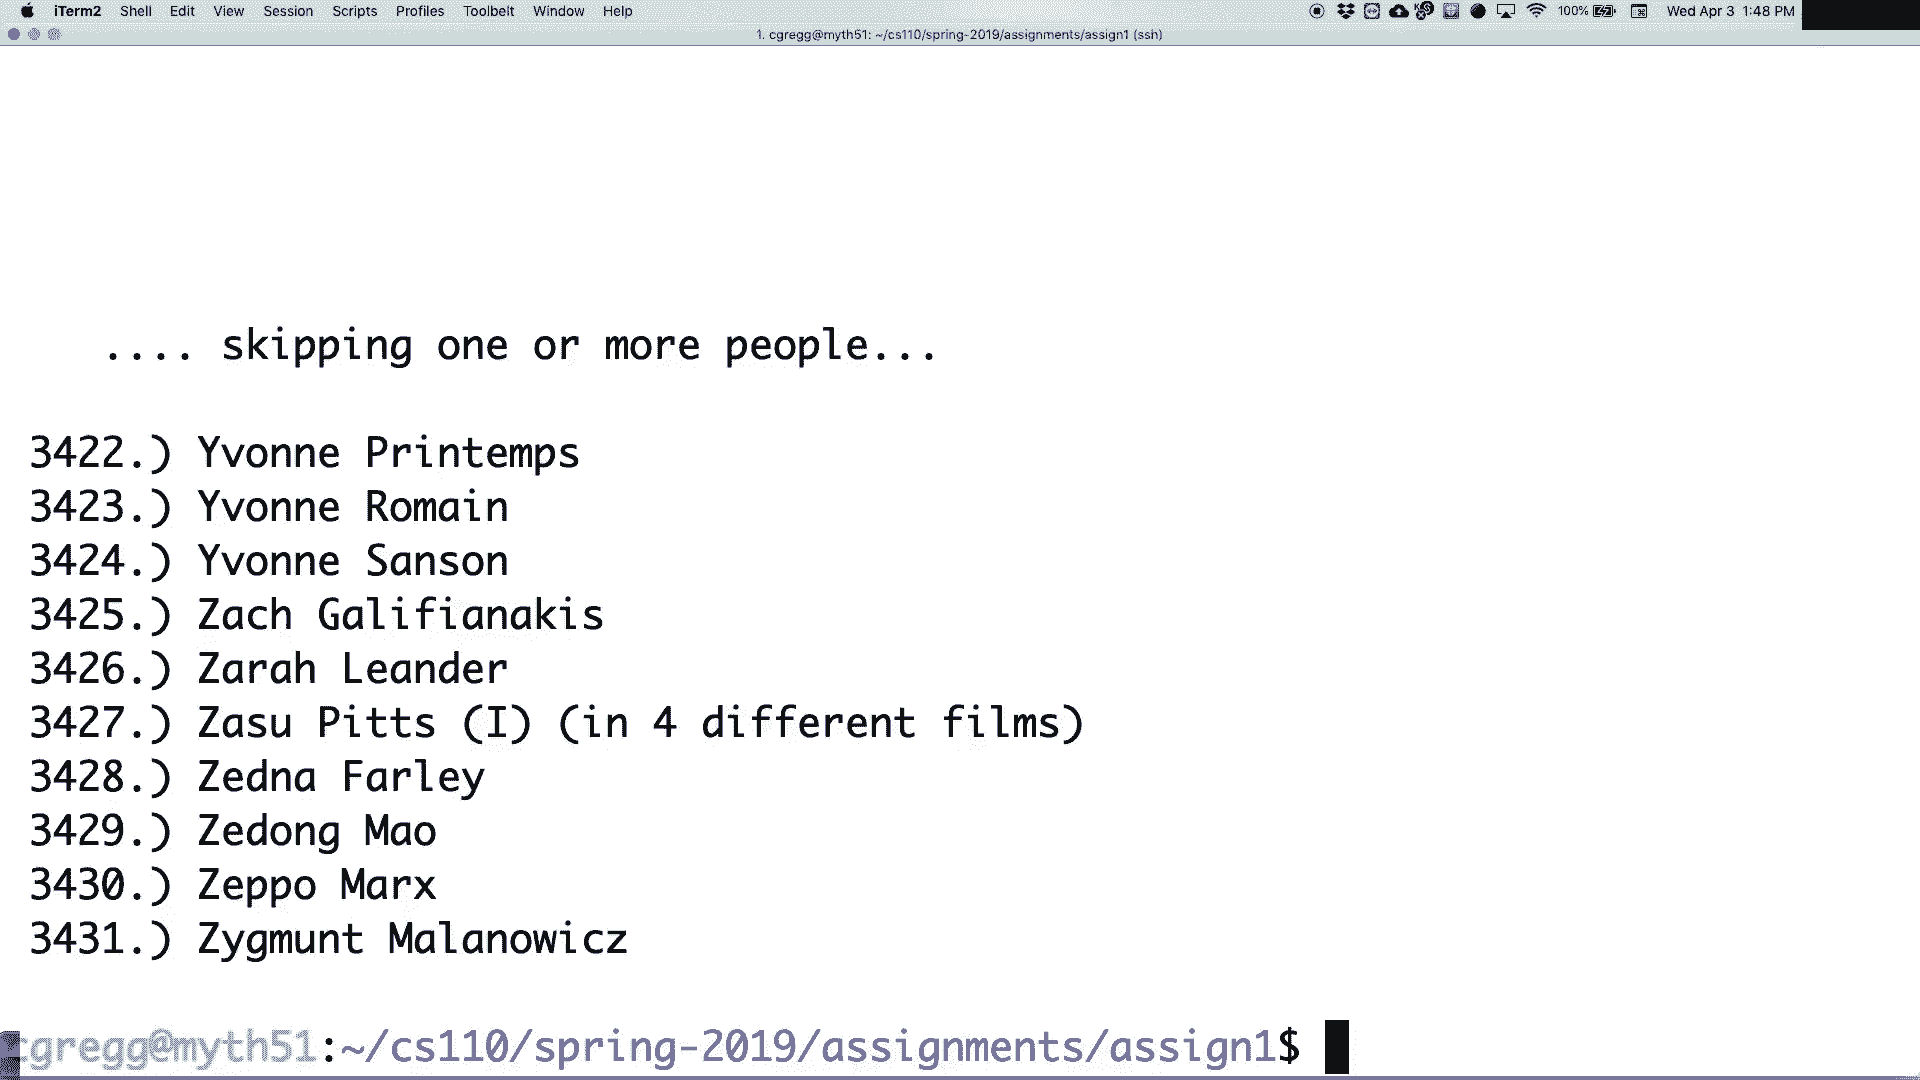 iTerm2 Shell Edit View Session Scripts Profiles Toolbelt Window Help 100% Wed Apr 3 1:48 PM
1. cgregg@myth51: ~/cs110/spring-2019/assignments/assign1 (ssh)
.... skipping one or more people...
3422.) Yvonne Printemps
3423.) Yvonne Romain
3424.) Yvonne Sanson
3425.) Zach Galifianakis
3426.) Zarah Leander
3427.) Zasu Pitts (I) (in 4 different films)
3428.) Zedna Farley
3429.) Zedong Mao
3430.) Zeppo Marx
3431.) Zygmunt Malanowicz
cgregg@myth51:~/cs110/spring-2019/assignments/assign1$